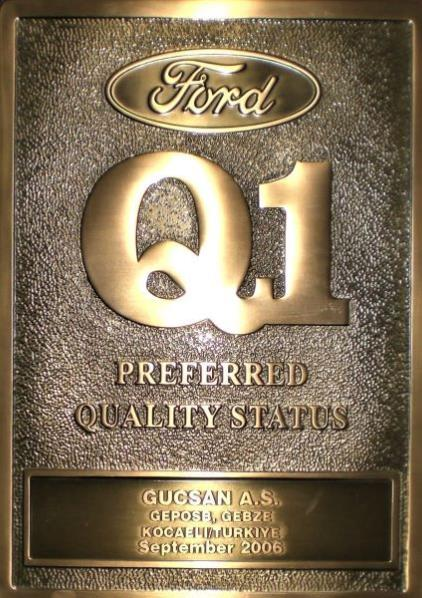 Ford
Q1
PREFERRED
QUALITY STATUS
GUCSAN A.S.
GEPOSB, GEBZE
KOCAELI/TURKIYE
September 2006